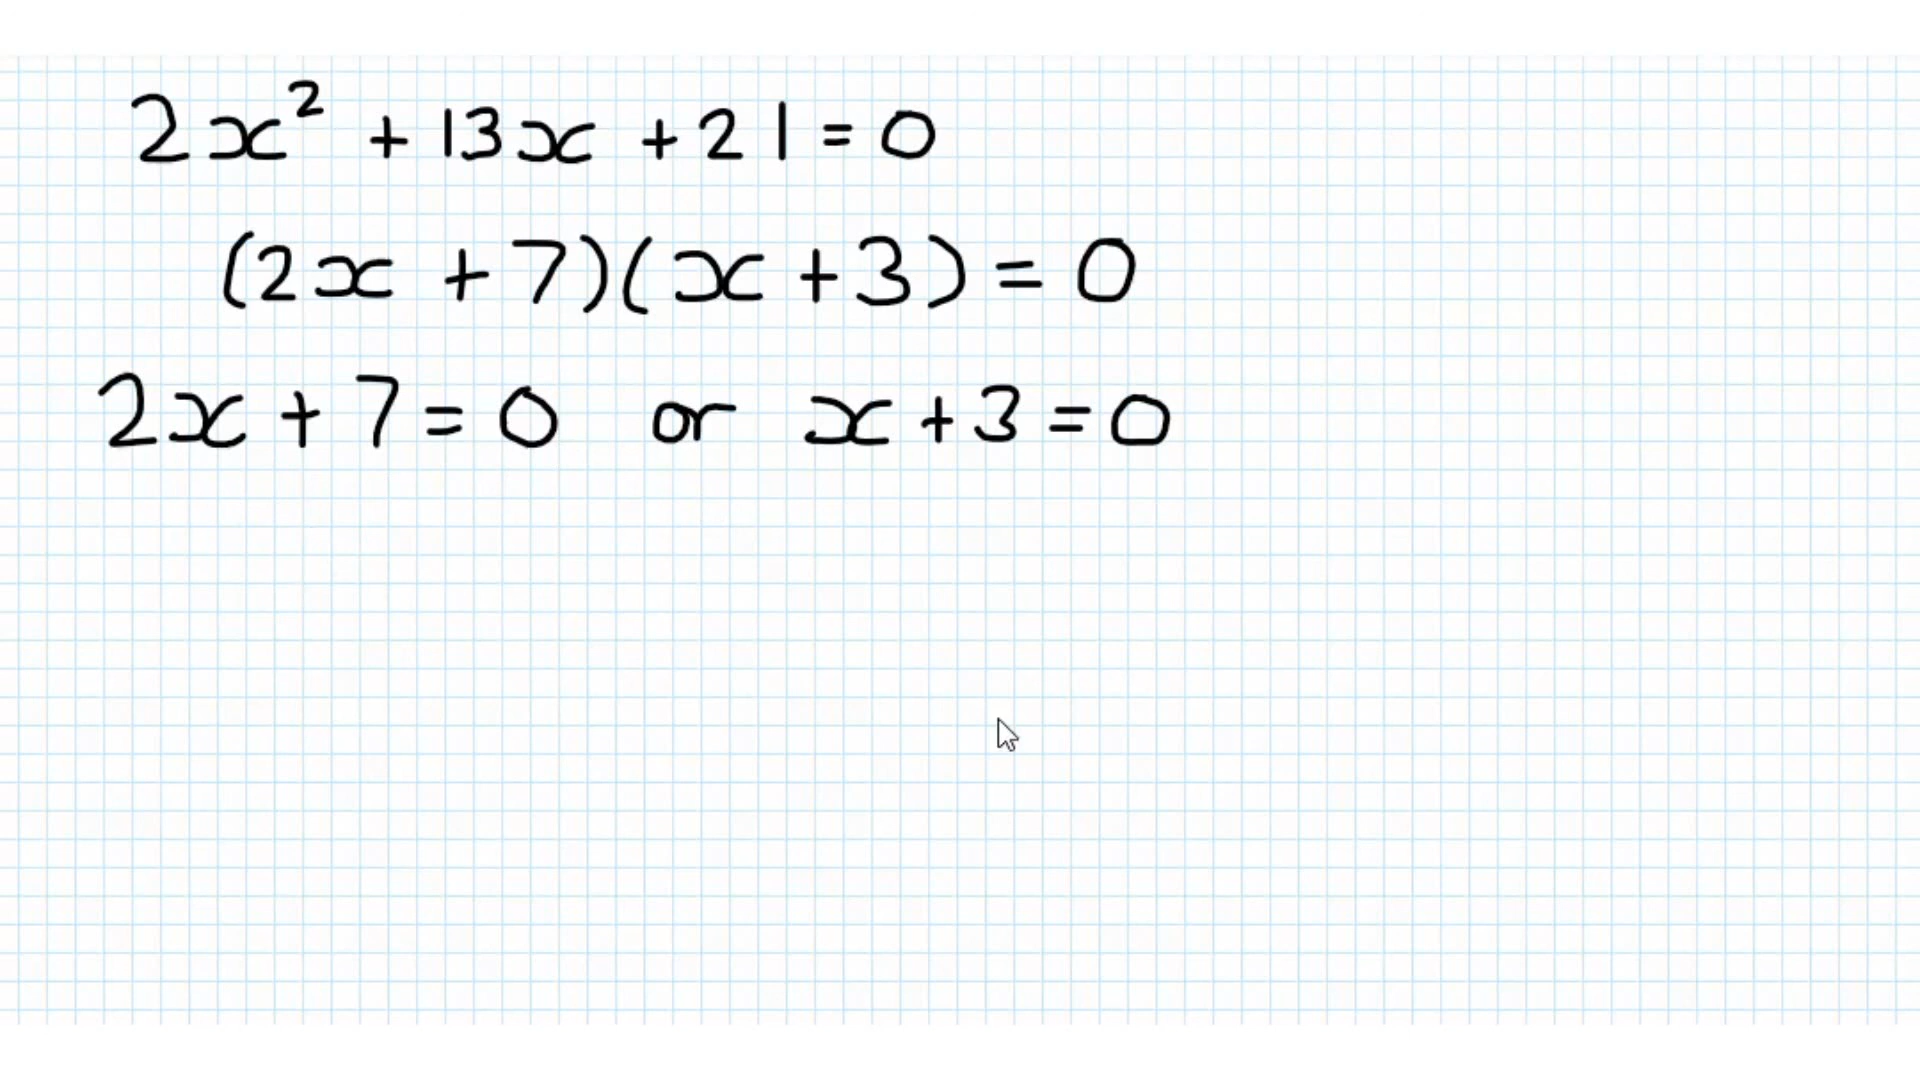 2x² + 13x + 21 = 0
(2x + 7)(x + 3) = 0
2x + 7 = 0 or x + 3 = 0